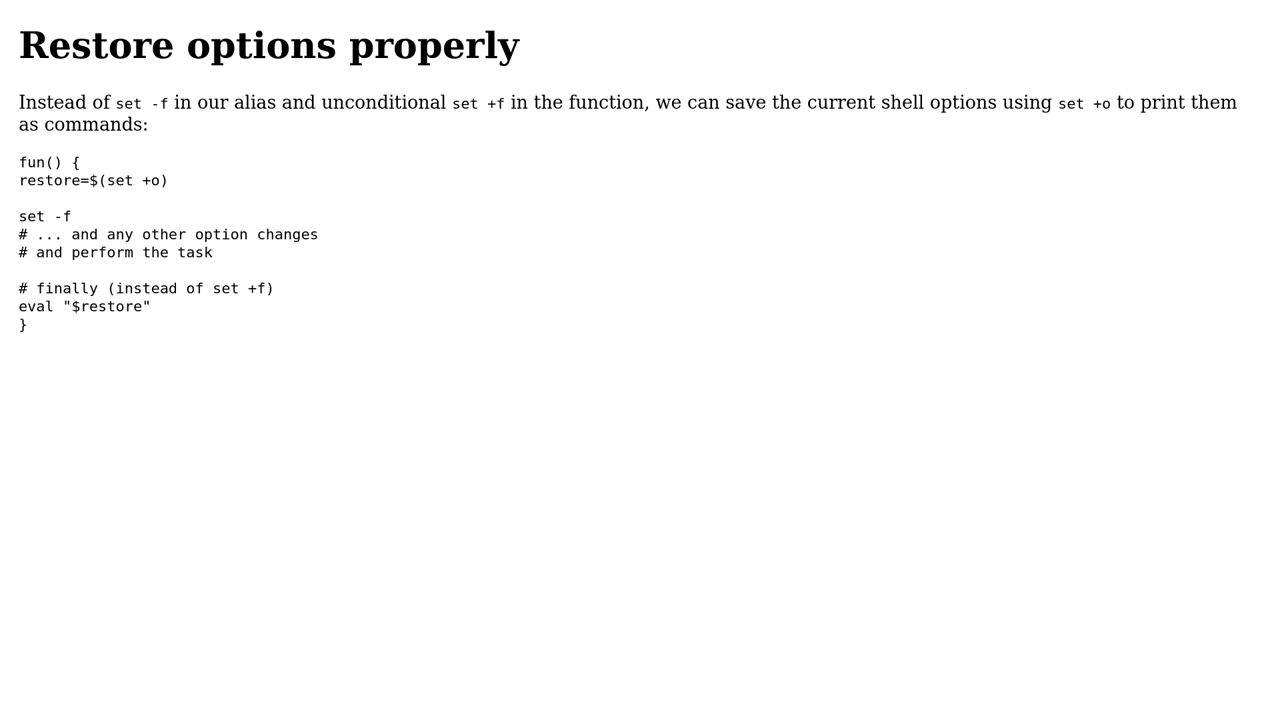 Restore options properly
Instead of set -f in our alias and unconditional set +f in the function, we can save the current shell options using set +o to print them
as commands:
fun() {
restore=$(set +o)
set -f
# ... and any other option changes
# and perform the task
# finally (instead of set +f)
eval "$restore"
}